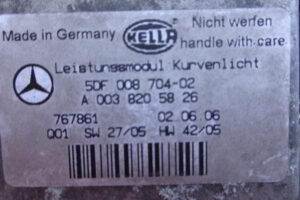 Nicht werfen
Made in Germany HELLA handle with care
Leistungsmodul Kurvenlicht
5DF 008 704-02
A 003 820 58 26
767861 02.06.06
Q01 SW 27/05 HW 42/05